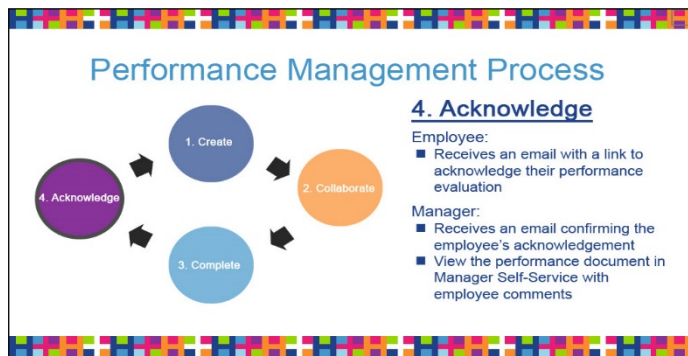 Performance Management Process
1. Create
2. Collaborate
3. Complete
4. Acknowledge
4. Acknowledge
Employee:
Receives an email with a link to
acknowledge their performance
evaluation
Manager:
Receives an email confirming the
employee's acknowledgement
View the performance document in
Manager Self-Service with
employee comments